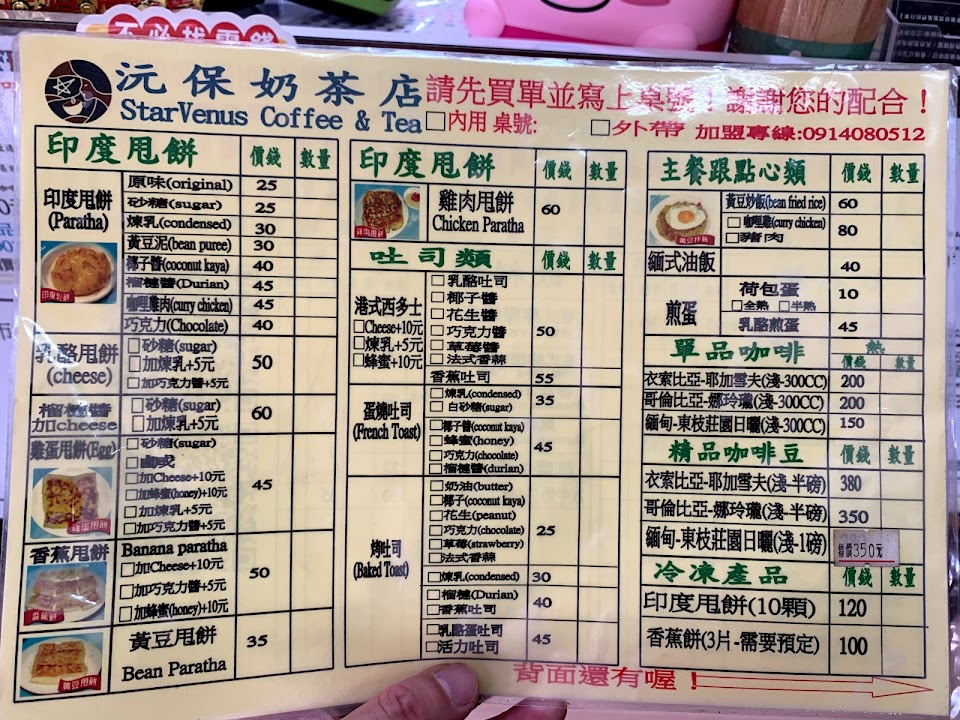 不必找零錢
沅保奶茶店
StarVenus Coffee & Tea
請先買單並寫上桌號！謝謝您的配合！
□內用 桌號: □外帶 加盟專線:0914080512
印度甩餅 價錢 數量
印度甩餅 (Paratha)
原味(original) 25
砂糖(sugar) 25
煉乳(condensed) 30
黃豆泥(bean puree) 30
椰子醬(coconut kaya) 40
榴槤醬(Durian) 45
咖哩雞肉(curry chicken) 45
巧克力(Chocolate) 40
印度甩餅
乳酪甩餅 (cheese) 50
□砂糖(sugar)
□加煉乳+5元
□加巧克力醬+5元
榴槤醬 加cheese 60
□砂糖(sugar)
□加煉乳+5元
雞蛋甩餅(Egg) 45
□砂糖(sugar)
□鹵或
□加Cheese+10元
□加蜂蜜(honey)+10元
□加煉乳+5元
□加巧克力醬+5元
雞蛋甩餅
香蕉甩餅 Banana paratha 50
□加Cheese+10元
□加巧克力醬+5元
□加蜂蜜(honey)+10元
黃豆甩餅 Bean Paratha 35
黃豆甩餅
印度甩餅 價錢 數量
雞肉甩餅 Chicken Paratha 60
雞肉甩餅
吐司類 價錢 數量
港式西多士 50
□Cheese+10元
□煉乳+5元
□蜂蜜+10元
□乳酪吐司
□椰子醬
□花生醬
□巧克力醬
□草莓醬
□法式香蒜
香蕉吐司 55
蛋燒吐司 (French Toast)
□煉乳(condensed)
□白砂糖(sugar) 35
□椰子醬(coconut kaya)
□蜂蜜(honey)
□巧克力(chocolate)
□榴槤醬(durian) 45
烤吐司 (Baked Toast)
□奶油(butter)
□椰子(coconut kaya)
□花生(peanut)
□巧克力(chocolate)
□草莓(strawberry)
□法式香蒜 25
□煉乳(condensed) 30
□榴槤(Durian)
□香蕉吐司 40
□乳酪蛋吐司
□活力吐司 45
主餐跟點心類 價錢 數量
黃豆炒飯(bean fried rice) 60
□咖哩雞(curry chicken)
□豬肉 80
黃豆拌飯
緬式油飯 40
煎蛋
荷包蛋 10
□全熟 □半熟
乳酪煎蛋 45
單品咖啡 熱
價錢 數量
衣索比亞-耶加雪夫(淺-300CC) 200
哥倫比亞-娜玲瓏(淺-300CC) 200
緬甸-東枝莊園日曬(淺-300CC) 150
精品咖啡豆 價錢 數量
衣索比亞-耶加雪夫(淺-半磅) 380
哥倫比亞-娜玲瓏(淺-半磅) 350
緬甸-東枝莊園日曬(淺-1磅) 特價350元
冷凍產品 價錢 數量
印度甩餅(10顆) 120
香蕉餅(3片-需要預定) 100
背面還有喔！